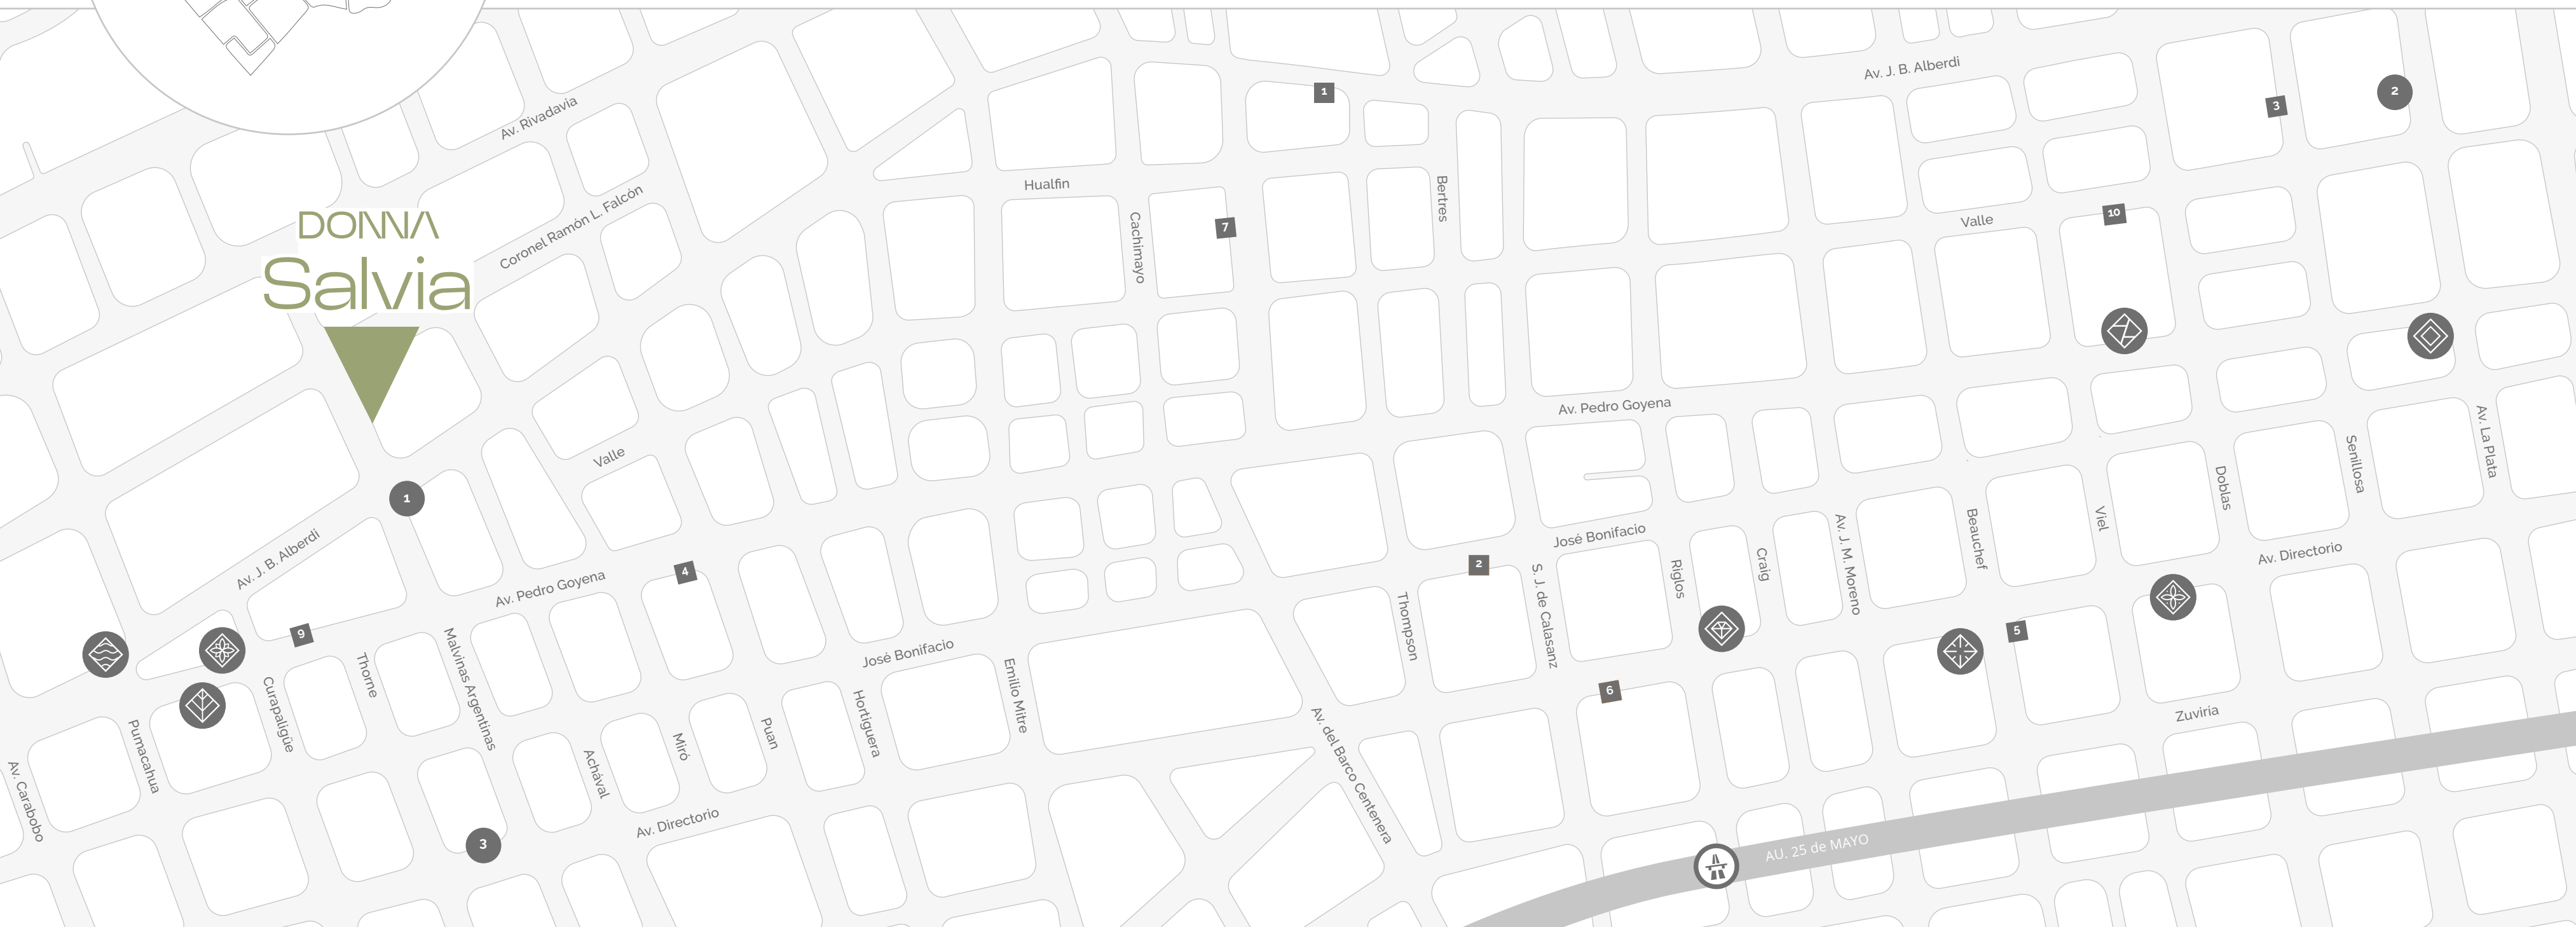 Av. J. B. Alberdi
1
3
2
Av. Rivadavia
Hualfin
Bertres
Coronel Ramón L. Falcón
DONNA
Salvia
Cachimayo
7
Valle
10
Av. Pedro Goyena
Av. La Plata
Senillosa
Doblas
Valle
1
Av. J. B. Alberdi
José Bonifacio
Viel
Beauchef
Av. J. M. Moreno
Craig
Riglos
2
S. J. de Calasanz
Thompson
Av. Directorio
Av. Pedro Goyena
4
9
5
José Bonifacio
Emilio Mitre
Malvinas Argentinas
Thorne
Curapaligüe
Pumacahua
Av. Carabobo
6
Zuviría
Hortiguera
Puan
Miró
Achával
Av. del Barco Centenera
Av. Directorio
3
AU. 25 de MAYO